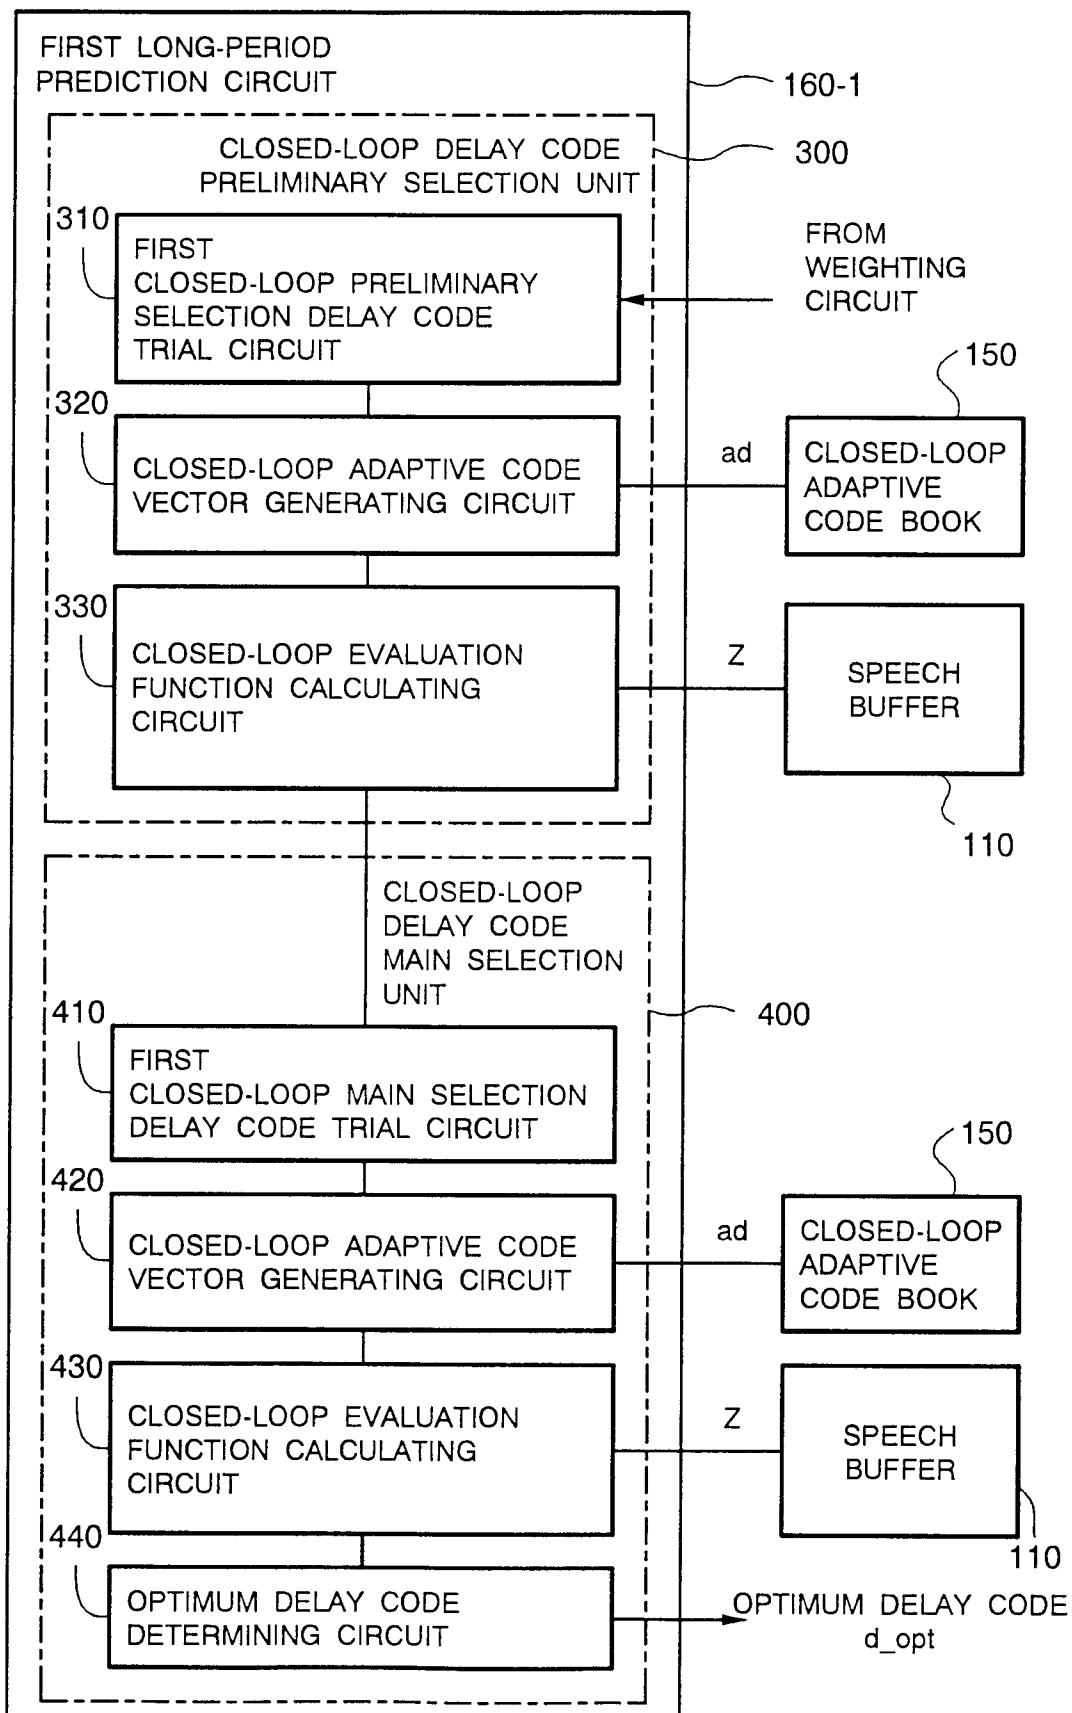 FIRST LONG-PERIOD
PREDICTION CIRCUIT
160-1
CLOSED-LOOP DELAY CODE
PRELIMINARY SELECTION UNIT
300
310
FIRST
CLOSED-LOOP PRELIMINARY
SELECTION DELAY CODE
TRIAL CIRCUIT
FROM
WEIGHTING
CIRCUIT
320
CLOSED-LOOP ADAPTIVE CODE
VECTOR GENERATING CIRCUIT
ad
150
CLOSED-LOOP
ADAPTIVE
CODE BOOK
330
CLOSED-LOOP EVALUATION
FUNCTION CALCULATING
CIRCUIT
Z
SPEECH
BUFFER
110
CLOSED-LOOP
DELAY CODE
MAIN SELECTION
UNIT
400
410
FIRST
CLOSED-LOOP MAIN SELECTION
DELAY CODE TRIAL CIRCUIT
420
CLOSED-LOOP ADAPTIVE CODE
VECTOR GENERATING CIRCUIT
ad
150
CLOSED-LOOP
ADAPTIVE
CODE BOOK
430
CLOSED-LOOP EVALUATION
FUNCTION CALCULATING
CIRCUIT
Z
SPEECH
BUFFER
110
440
OPTIMUM DELAY CODE
DETERMINING CIRCUIT
OPTIMUM DELAY CODE
d_opt